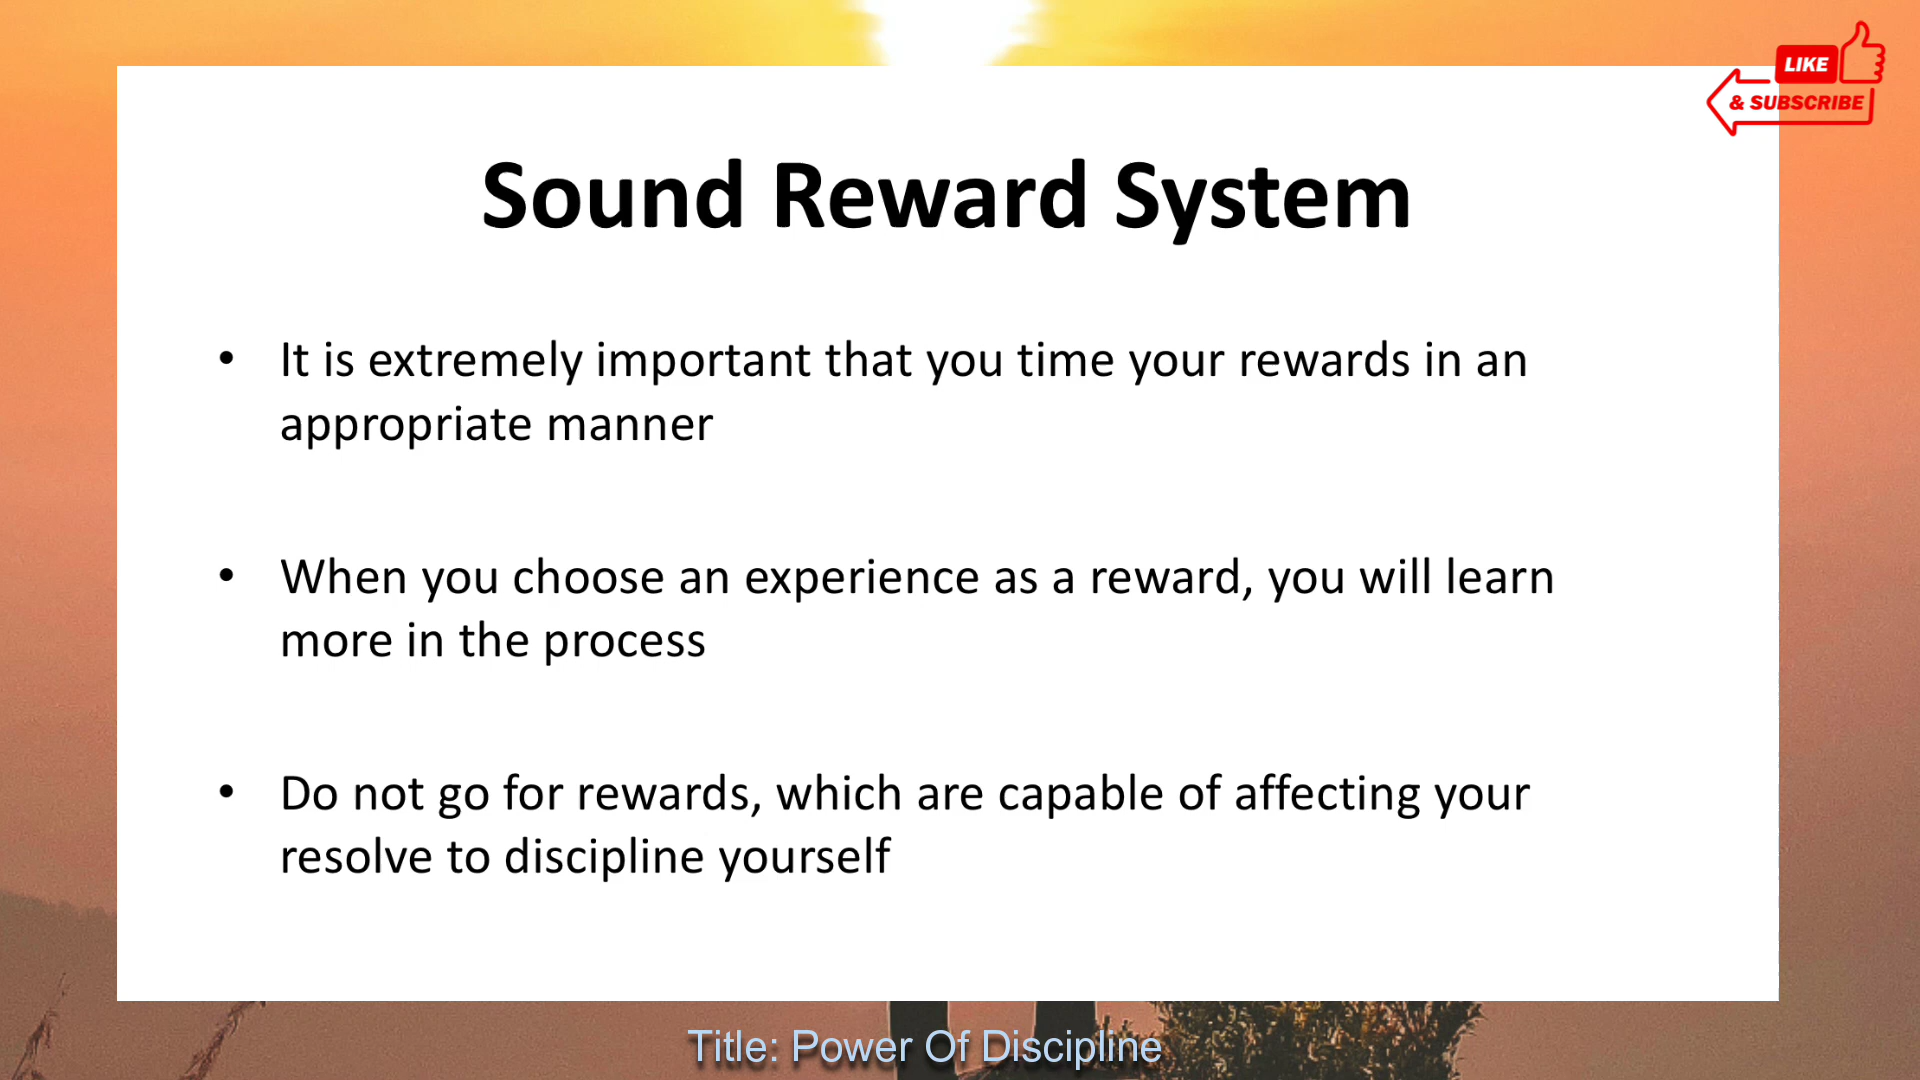 LIKE
& SUBSCRIBE
Sound Reward System
• It is extremely important that you time your rewards in an
appropriate manner
• When you choose an experience as a reward, you will learn
more in the process
• Do not go for rewards, which are capable of affecting your
resolve to discipline yourself
Title: Power Of Discipline